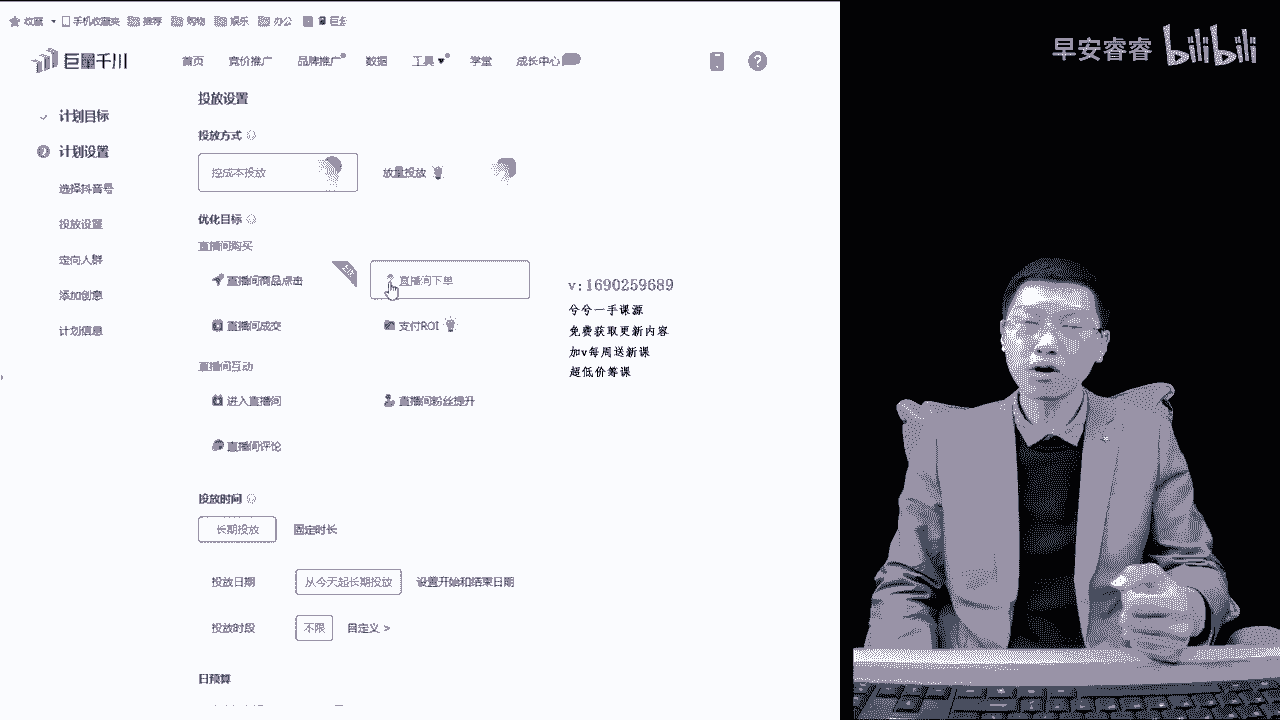 收藏 手机收藏夹 推荐 购物 娱乐 办公
早安睿睿 bilibili
巨量千川 首页 竞价推广 品牌推广 数据 工具 学堂 成长中心
投放设置
计划目标
计划设置
选择抖音号
投放设置
定向人群
添加创意
计划信息
投放方式
控成本投放 放量投放
优化目标
直播间购买
直播间商品点击 直播间下单
直播间成交 支付ROI
直播间互动
进入直播间 直播间粉丝提升
直播间评论
v:1690259689
兮兮一手课源
免费获取更新内容
加v每周送新课
超低价筹课
投放时间
长期投放 固定时长
投放日期 从今天起长期投放 设置开始和结束日期
投放时段 不限 自定义 >
日预算